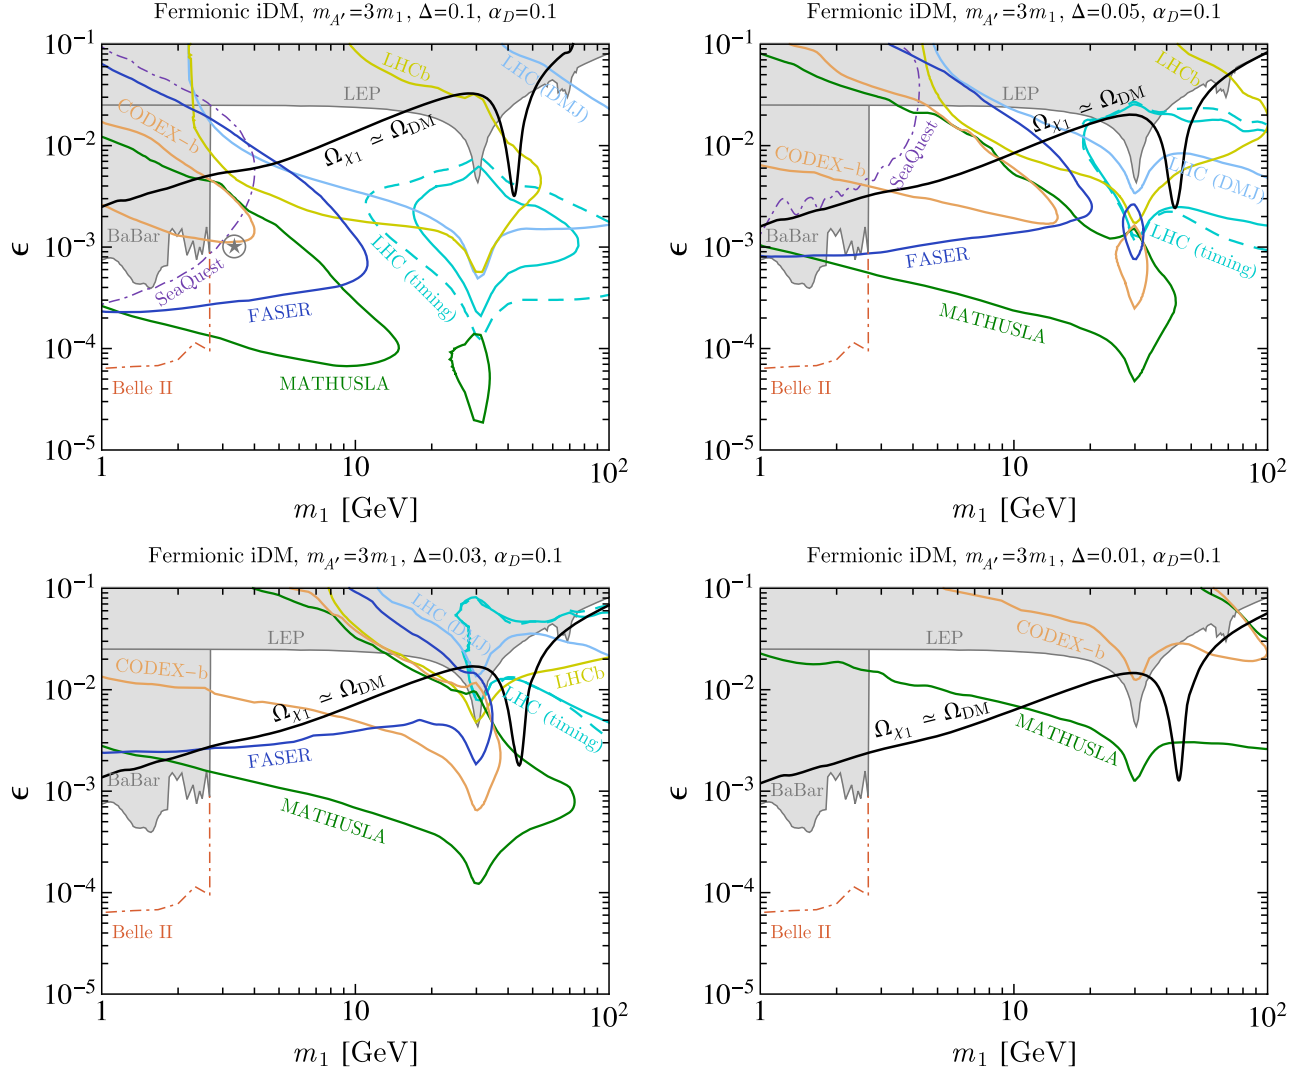 Fermionic iDM, m_{A′}=3m_1, Δ=0.1, α_D=0.1
10^{-1}
10^{-2}
10^{-3}
10^{-4}
10^{-5}
ϵ
LHCb
LHC (DMJ)
LEP
CODEX−b
Ω_{χ1} ≃ Ω_{DM}
BaBar
SeaQuest
LHC (timing)
FASER
MATHUSLA
Belle II
1
10
10^2
m_1 [GeV]
Fermionic iDM, m_{A′}=3m_1, Δ=0.05, α_D=0.1
10^{-1}
10^{-2}
10^{-3}
10^{-4}
10^{-5}
ϵ
LHCb
LEP
Ω_{χ1} ≃ Ω_{DM}
CODEX−b
SeaQuest
LHC (DMJ)
BaBar
LHC (timing)
FASER
MATHUSLA
Belle II
1
10
10^2
m_1 [GeV]
Fermionic iDM, m_{A′}=3m_1, Δ=0.03, α_D=0.1
10^{-1}
10^{-2}
10^{-3}
10^{-4}
10^{-5}
ϵ
LHC (DMJ)
LEP
CODEX−b
LHCb
Ω_{χ1} ≃ Ω_{DM}
LHC (timing)
FASER
BaBar
MATHUSLA
Belle II
1
10
10^2
m_1 [GeV]
Fermionic iDM, m_{A′}=3m_1, Δ=0.01, α_D=0.1
10^{-1}
10^{-2}
10^{-3}
10^{-4}
10^{-5}
ϵ
LEP
CODEX−b
Ω_{χ1} ≃ Ω_{DM}
MATHUSLA
BaBar
Belle II
1
10
10^2
m_1 [GeV]